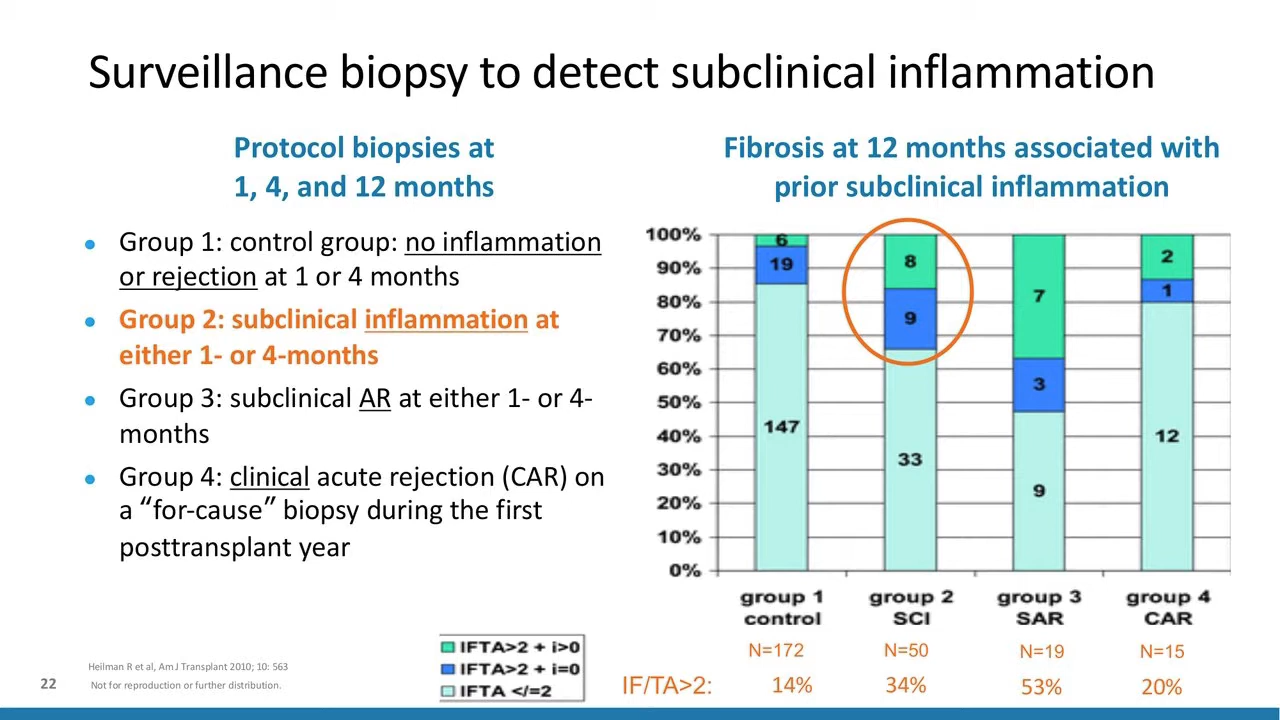 Surveillance biopsy to detect subclinical inflammation
Protocol biopsies at
1, 4, and 12 months
● Group 1: control group: no inflammation
or rejection at 1 or 4 months
● Group 2: subclinical inflammation at
either 1- or 4-months
● Group 3: subclinical AR at either 1- or 4-
months
● Group 4: clinical acute rejection (CAR) on
a “for-cause” biopsy during the first
posttransplant year
Fibrosis at 12 months associated with
prior subclinical inflammation
100%
90%
80%
70%
60%
50%
40%
30%
20%
10%
0%
6
19
147
8
9
33
7
3
9
2
1
12
group 1 group 2 group 3 group 4
control SCI SAR CAR
N=172 N=50 N=19 N=15
IF/TA>2: 14% 34% 53% 20%
IFTA>2 + i>0
IFTA>2 + i=0
IFTA </=2
Heilman R et al, Am J Transplant 2010; 10: 563
22 Not for reproduction or further distribution.